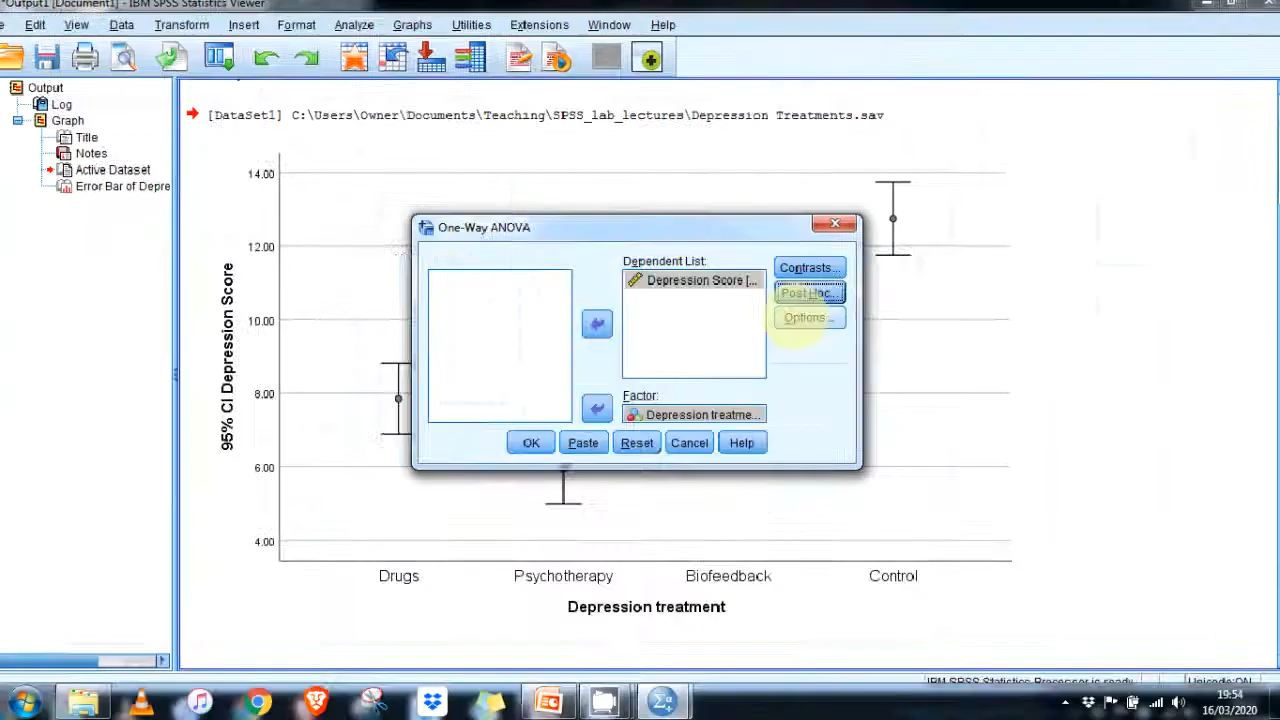 *Output1 [Document1] - IBM SPSS Statistics Viewer
Edit View Data Transform Insert Format Analyze Graphs Utilities Extensions Window Help
Output
Log
Graph
Title
Notes
Active Dataset
Error Bar of Depre
[DataSet1] C:\Users\Owner\Documents\Teaching\SPSS_lab_lectures\Depression Treatments.sav
14.00
12.00
10.00
8.00
6.00
4.00
95% CI Depression Score
Drugs Psychotherapy Biofeedback Control
Depression treatment
One-Way ANOVA
Dependent List:
Depression Score [...
Contrasts...
Post Hoc...
Options...
Factor:
Depression treatme...
OK Paste Reset Cancel Help
IBM SPSS Statistics Processor is ready
Unicode:ON
19:54
16/03/2020